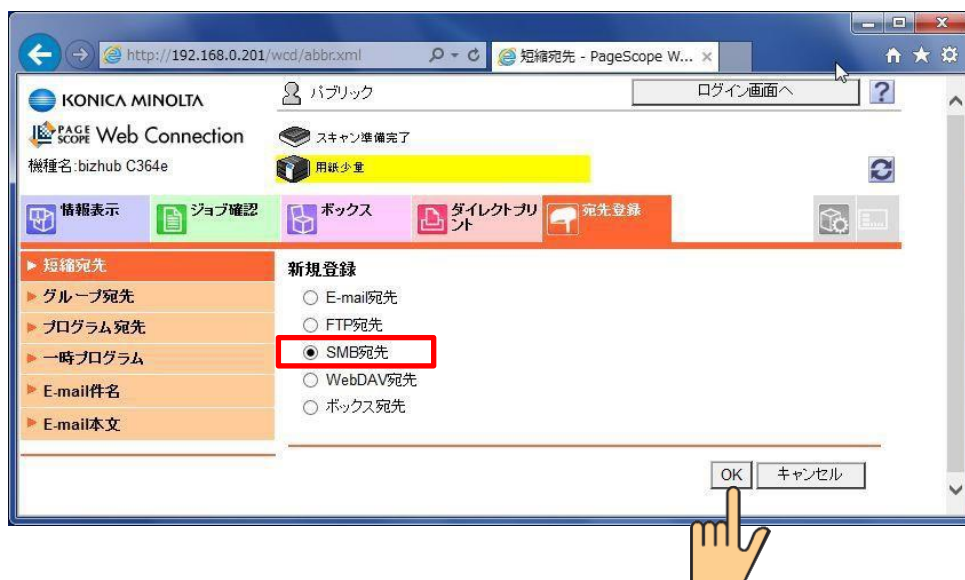 http://192.168.0.201/wcd/abbr.xml
短縮宛先 - PageScope W...
KONICA MINOLTA
パブリック
ログイン画面へ
?
PAGE SCOPE Web Connection
スキャン準備完了
機種名:bizhub C364e
用紙少量
情報表示
ジョブ確認
ボックス
ダイレクトプリ
ント
宛先登録
短縮宛先
グループ宛先
プログラム宛先
一時プログラム
E-mail件名
E-mail本文
新規登録
E-mail宛先
FTP宛先
SMB宛先
WebDAV宛先
ボックス宛先
OK
キャンセル